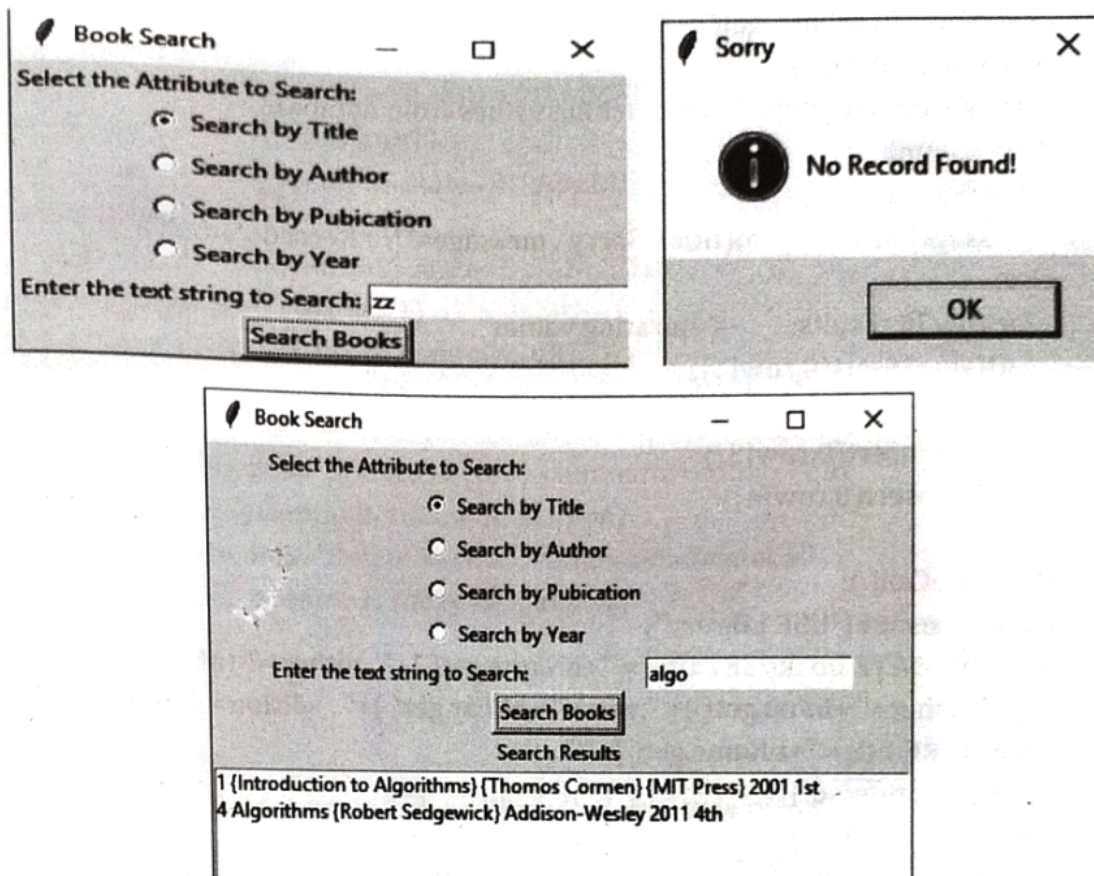 Book Search
Select the Attribute to Search:
Search by Title
Search by Author
Search by Pubication
Search by Year
Enter the text string to Search: zz
Search Books
Sorry
No Record Found!
OK
Book Search
Select the Attribute to Search:
Search by Title
Search by Author
Search by Pubication
Search by Year
Enter the text string to Search: algo
Search Books
Search Results
1 {Introduction to Algorithms} {Thomos Cormen} {MIT Press} 2001 1st
4 Algorithms {Robert Sedgewick} Addison-Wesley 2011 4th